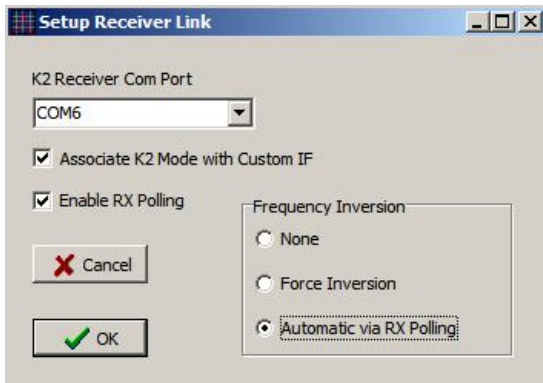 Setup Receiver Link
K2 Receiver Com Port
COM6
Associate K2 Mode with Custom IF
Enable RX Polling
Frequency Inversion
None
Force Inversion
Automatic via RX Polling
Cancel
OK